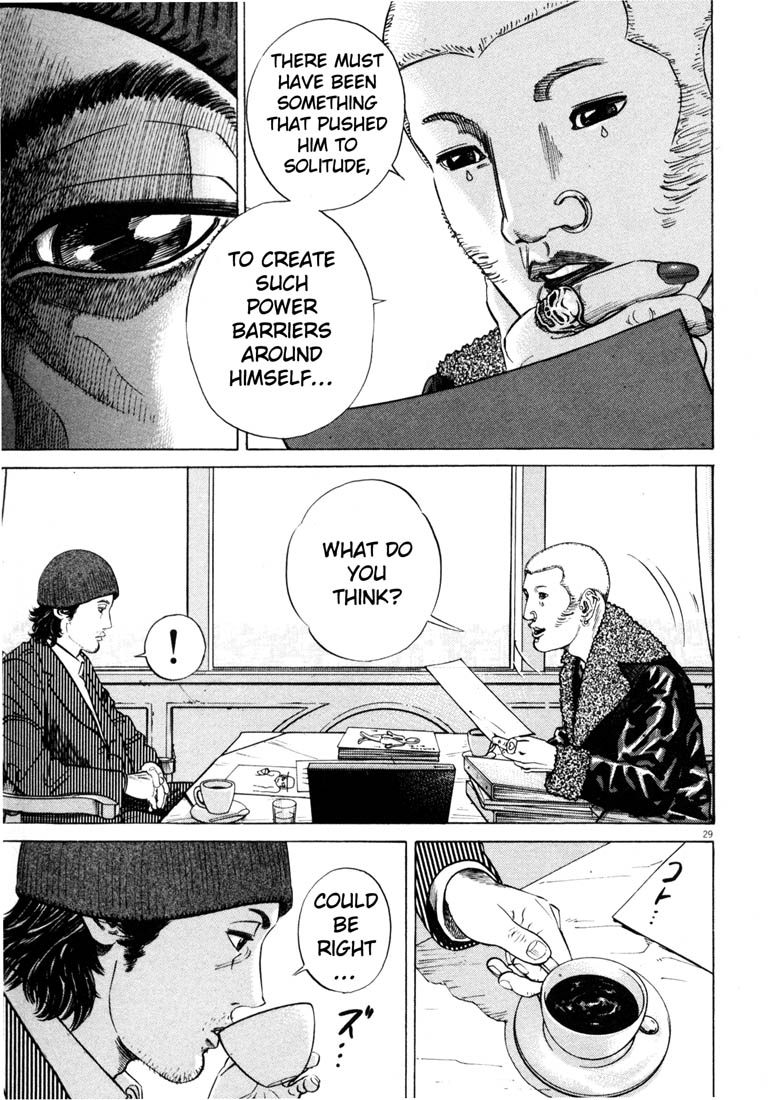 THERE MUST
HAVE BEEN
SOMETHING
THAT PUSHED
HIM TO
SOLITUDE,
TO CREATE
SUCH
POWER
BARRIERS
AROUND
HIMSELF...
WHAT DO
YOU
THINK?
!
29
COULD
BE
RIGHT
...
ズ…
コト…